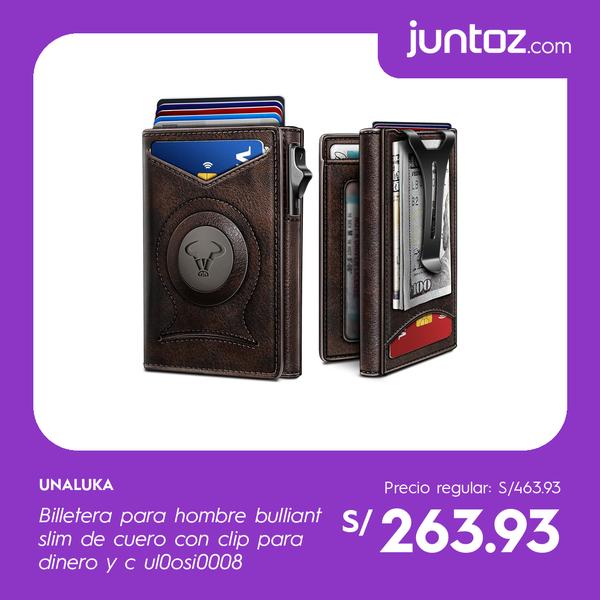 juntoz.com
100
UNALUKA
Billetera para hombre bulliant
slim de cuero con clip para
dinero y c ul0osi0008
Precio regular: S/463.93
S/ 263.93